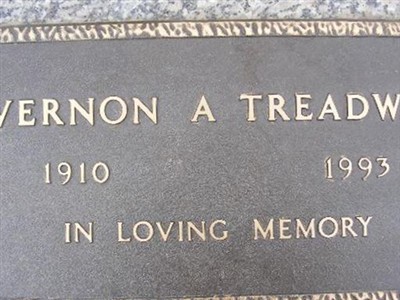 VERNON A TREADW
1910 1993
IN LOVING MEMORY